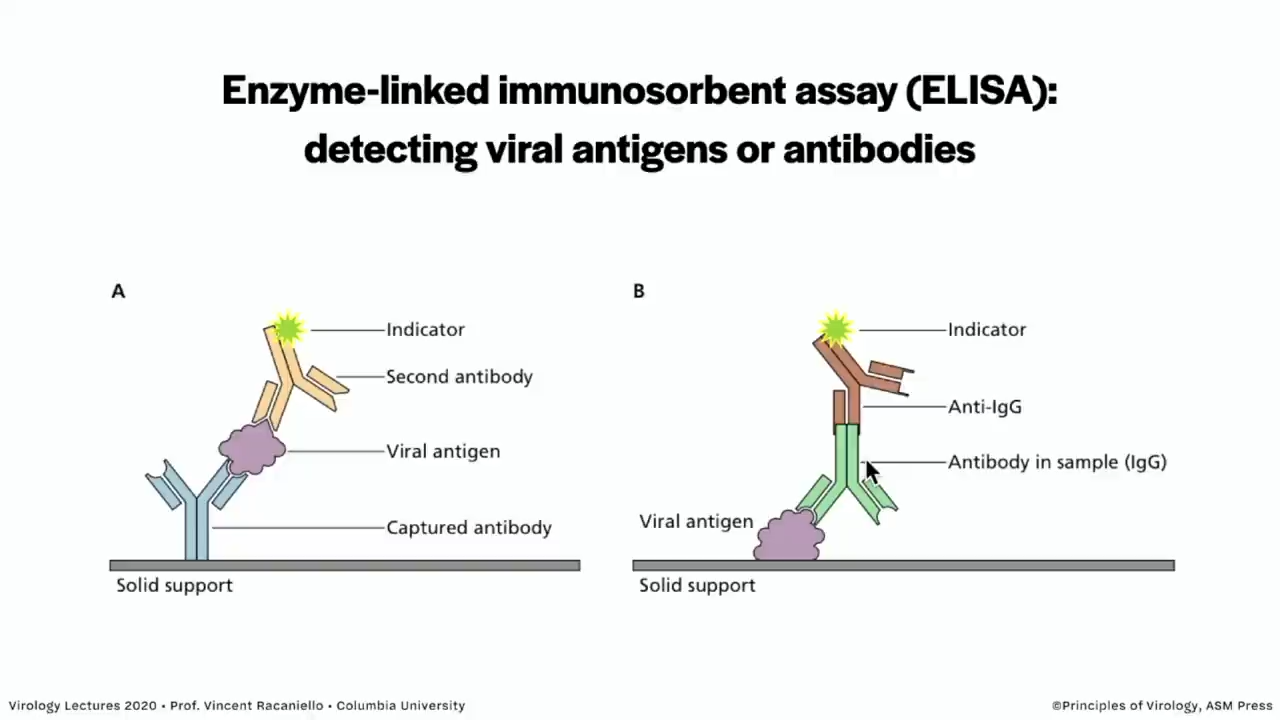 Enzyme-linked immunosorbent assay (ELISA):
detecting viral antigens or antibodies
A
Indicator
Second antibody
Viral antigen
Captured antibody
Solid support
B
Indicator
Anti-IgG
Antibody in sample (IgG)
Viral antigen
Solid support
Virology Lectures 2020 • Prof. Vincent Racaniello • Columbia University
©Principles of Virology, ASM Press